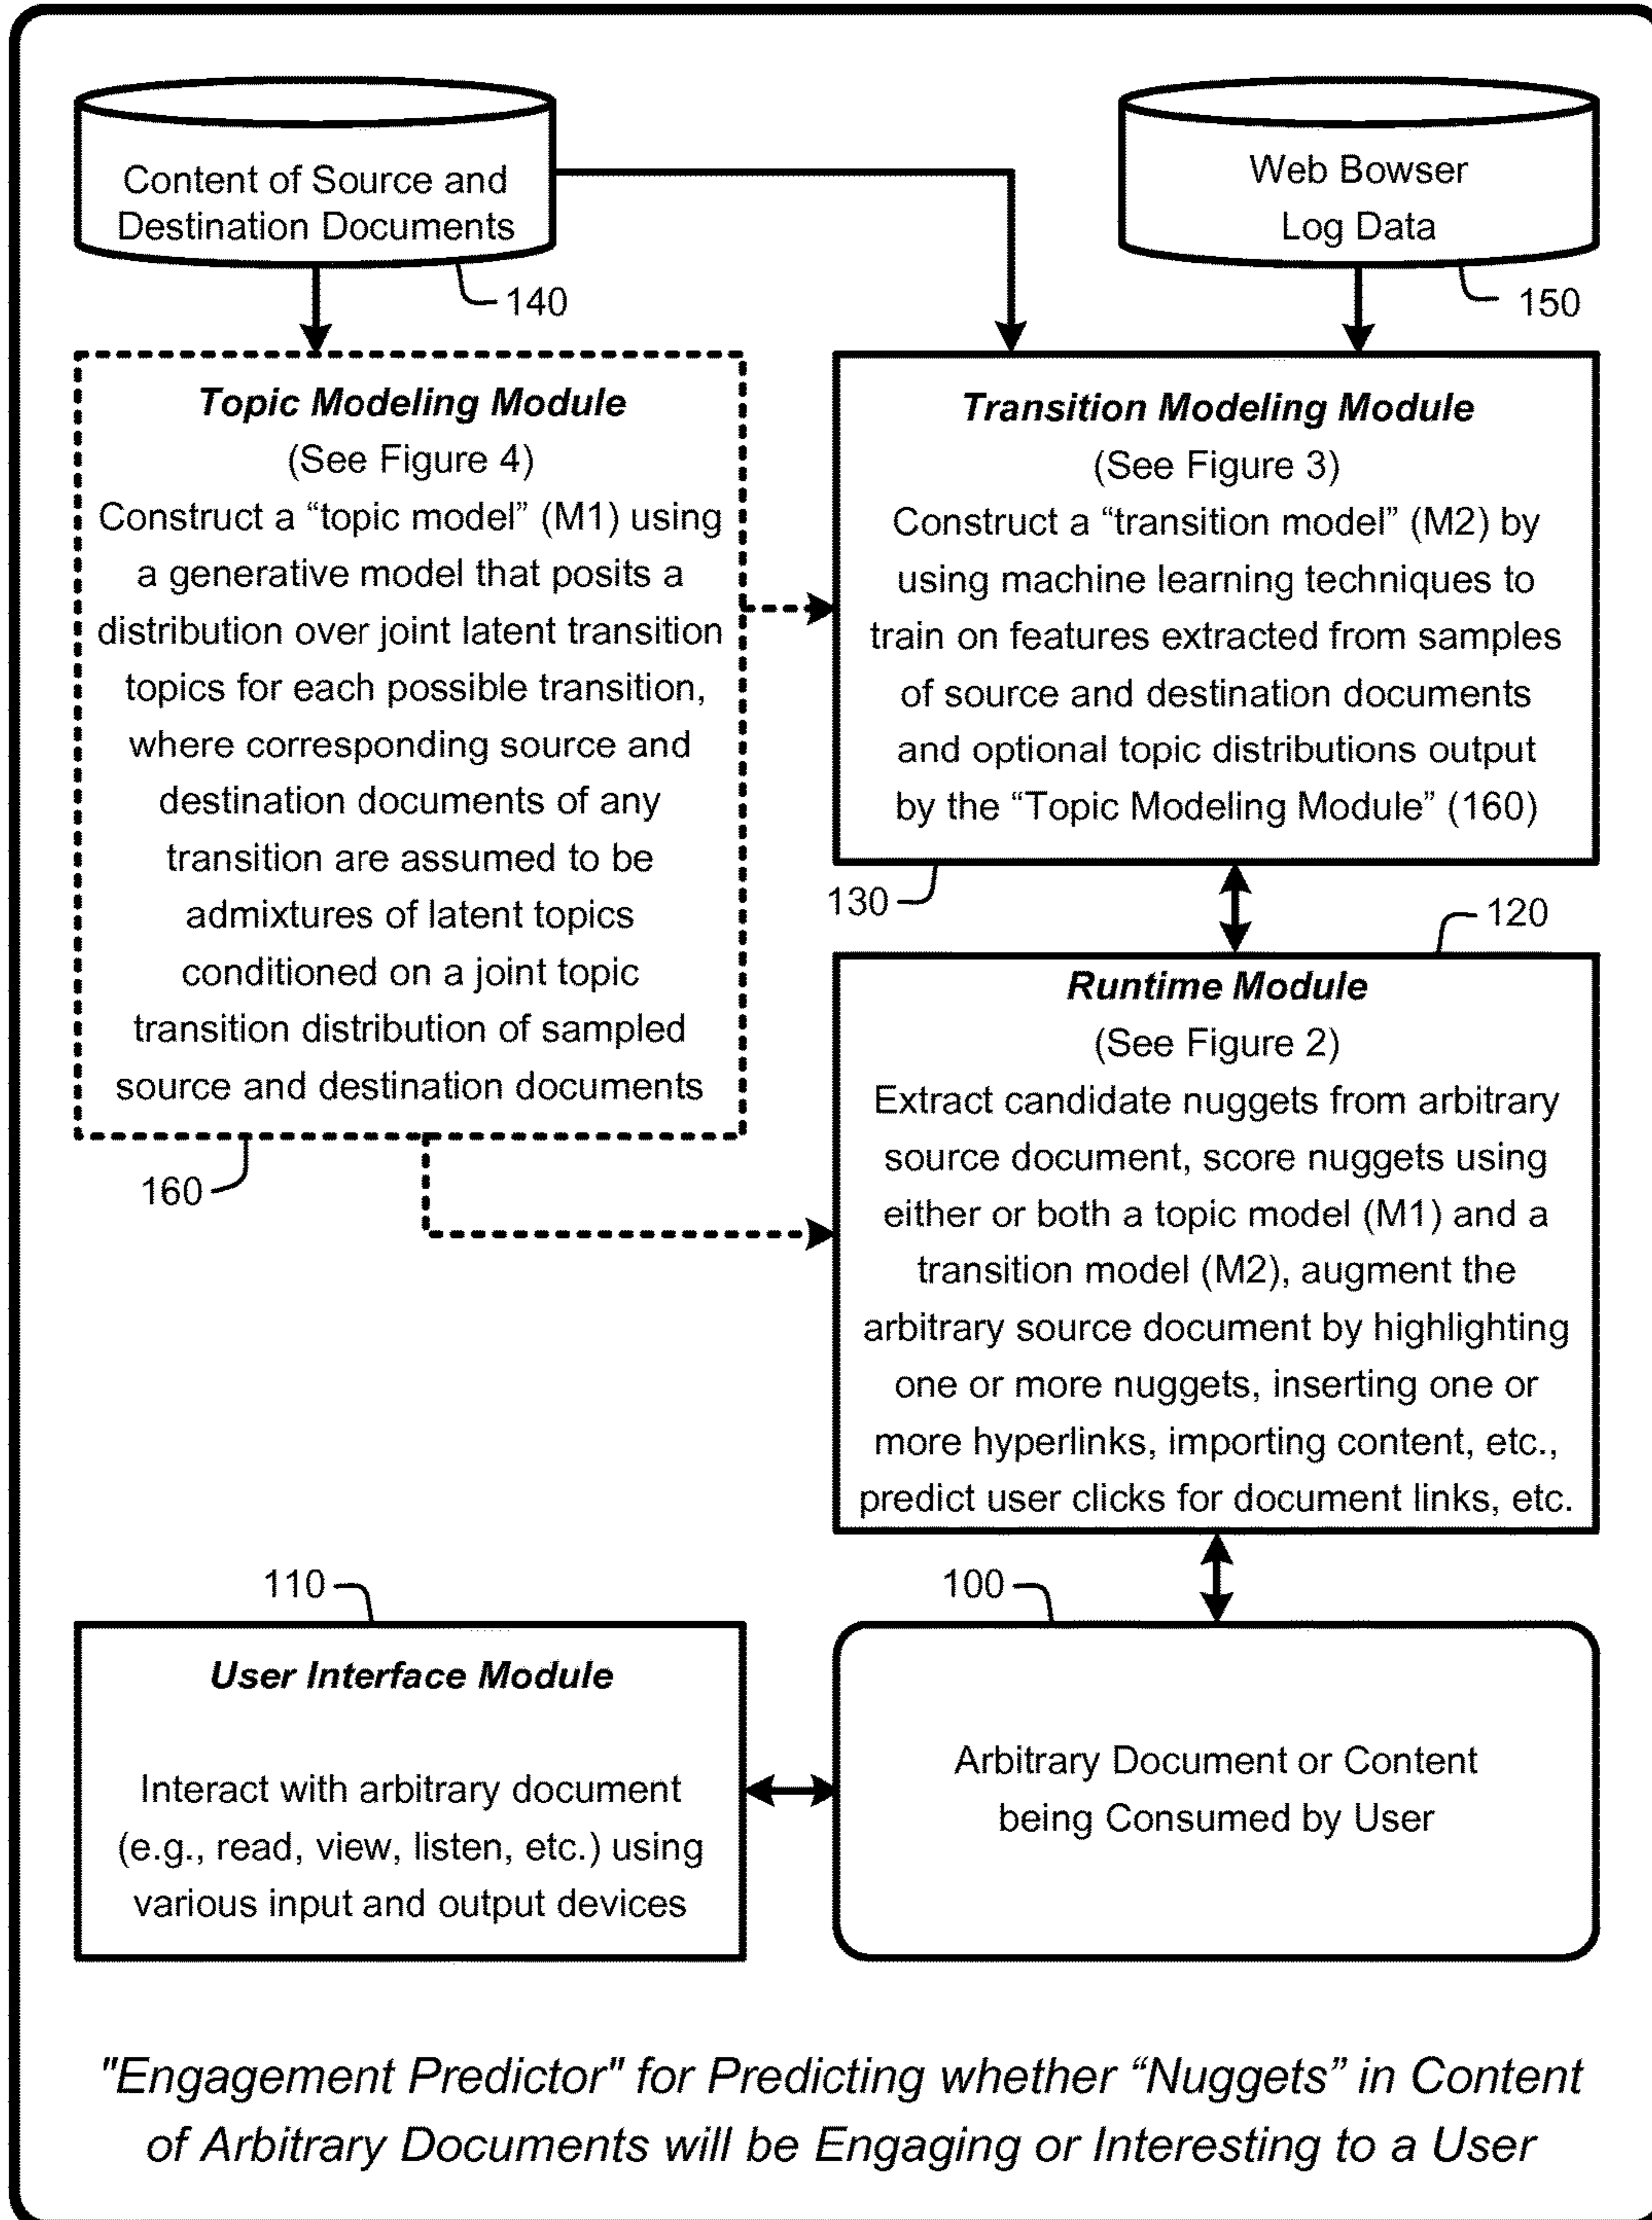 Content of Source and
Destination Documents
140
Web Bowser
Log Data
150
Topic Modeling Module
(See Figure 4)
Construct a “topic model” (M1) using
a generative model that posits a
distribution over joint latent transition
topics for each possible transition,
where corresponding source and
destination documents of any
transition are assumed to be
admixtures of latent topics
conditioned on a joint topic
transition distribution of sampled
source and destination documents
160
Transition Modeling Module
(See Figure 3)
Construct a “transition model” (M2) by
using machine learning techniques to
train on features extracted from samples
of source and destination documents
and optional topic distributions output
by the “Topic Modeling Module” (160)
130
120
Runtime Module
(See Figure 2)
Extract candidate nuggets from arbitrary
source document, score nuggets using
either or both a topic model (M1) and a
transition model (M2), augment the
arbitrary source document by highlighting
one or more nuggets, inserting one or
more hyperlinks, importing content, etc.,
predict user clicks for document links, etc.
110
User Interface Module
Interact with arbitrary document
(e.g., read, view, listen, etc.) using
various input and output devices
100
Arbitrary Document or Content
being Consumed by User
"Engagement Predictor" for Predicting whether “Nuggets” in Content
of Arbitrary Documents will be Engaging or Interesting to a User